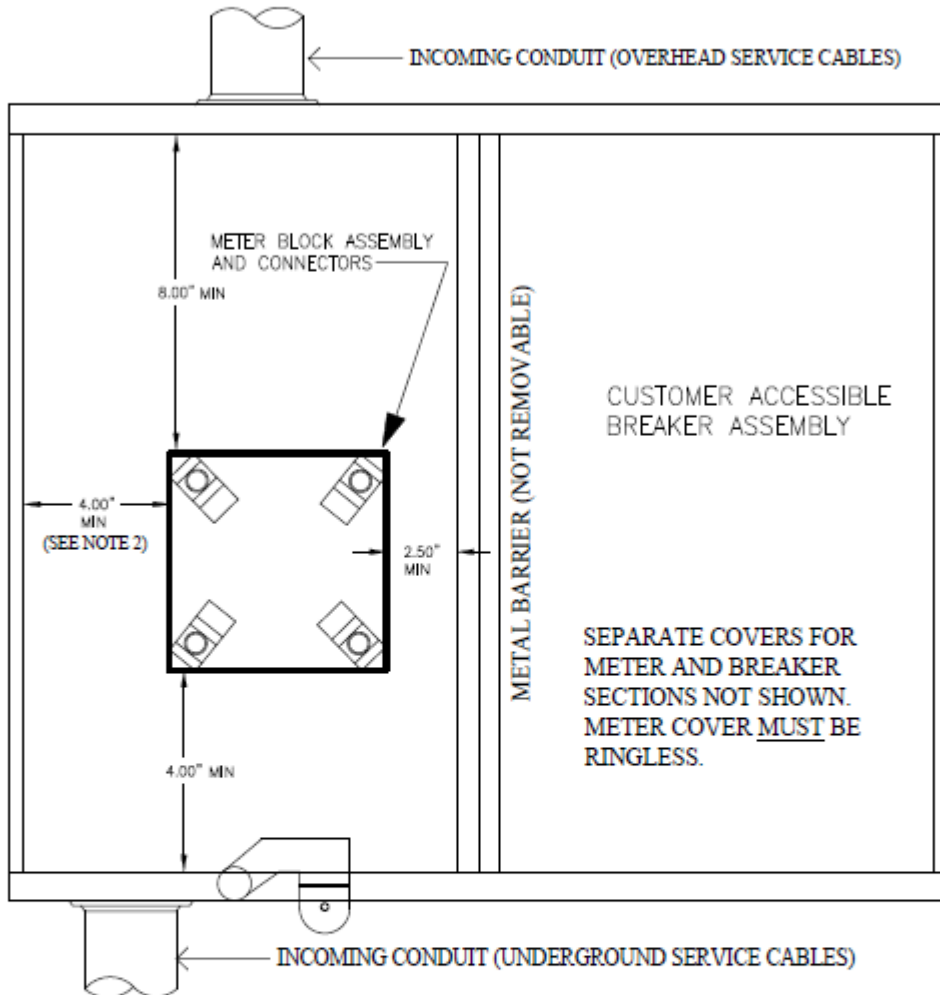 INCOMING CONDUIT (OVERHEAD SERVICE CABLES)
METER BLOCK ASSEMBLY
AND CONNECTORS
8.00" MIN
METAL BARRIER (NOT REMOVABLE)
CUSTOMER ACCESSIBLE
BREAKER ASSEMBLY
4.00"
MIN
(SEE NOTE 2)
2.50"
MIN
SEPARATE COVERS FOR
METER AND BREAKER
SECTIONS NOT SHOWN.
METER COVER MUST BE
RINGLESS.
4.00" MIN
INCOMING CONDUIT (UNDERGROUND SERVICE CABLES)